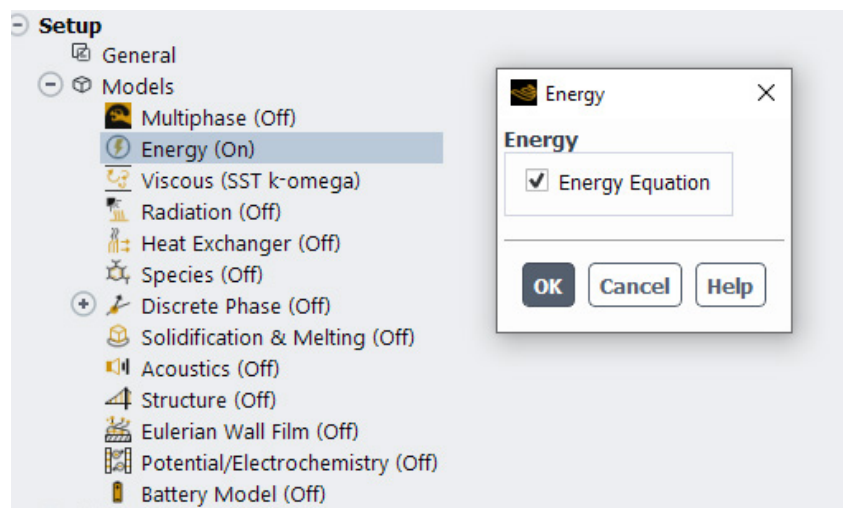 Setup
General
Models
Multiphase (Off)
Energy (On)
Viscous (SST k-omega)
Radiation (Off)
Heat Exchanger (Off)
Species (Off)
Discrete Phase (Off)
Solidification & Melting (Off)
Acoustics (Off)
Structure (Off)
Eulerian Wall Film (Off)
Potential/Electrochemistry (Off)
Battery Model (Off)
Energy
Energy
Energy Equation
OK Cancel Help